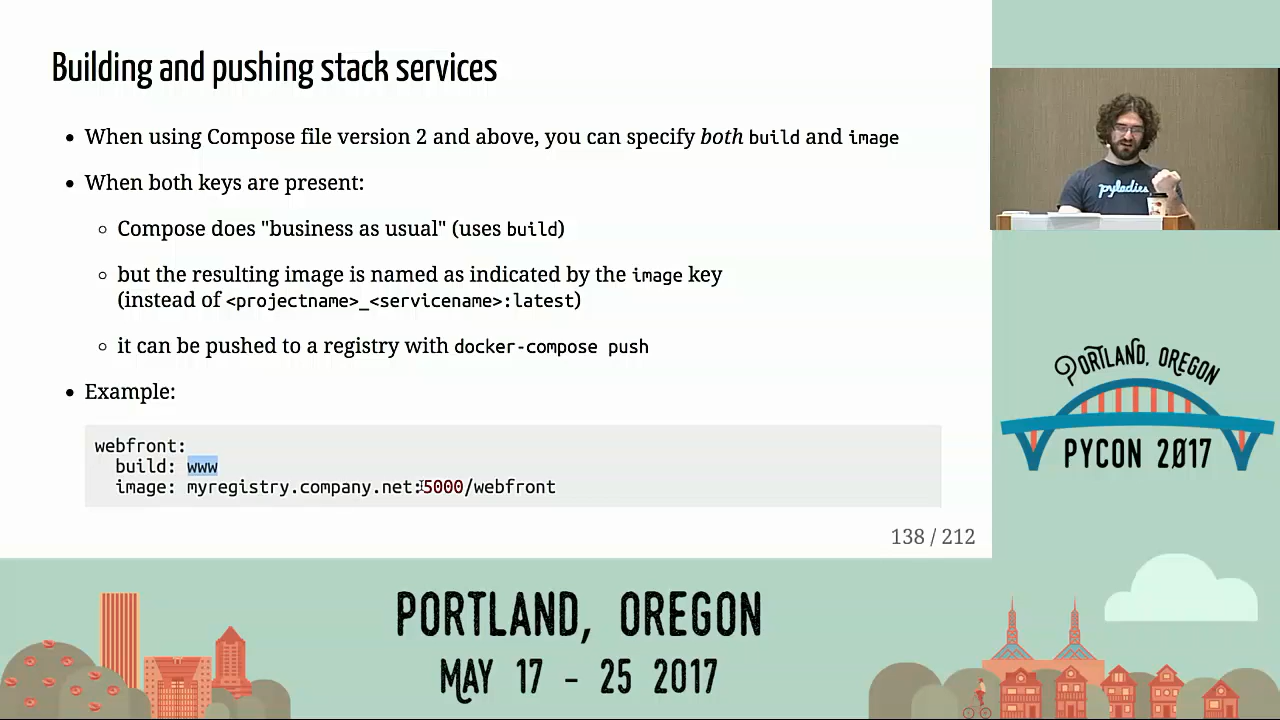 Building and pushing stack services
• When using Compose file version 2 and above, you can specify both build and image
• When both keys are present:
◦ Compose does "business as usual" (uses build)
◦ but the resulting image is named as indicated by the image key
(instead of <projectname>_<servicename>:latest)
◦ it can be pushed to a registry with docker-compose push
• Example:
webfront:
build: www
image: myregistry.company.net:5000/webfront
138 / 212
pyladies
PORTLAND, OREGON
PYCON 2017
PORTLAND, OREGON
MAY 17 - 25 2017